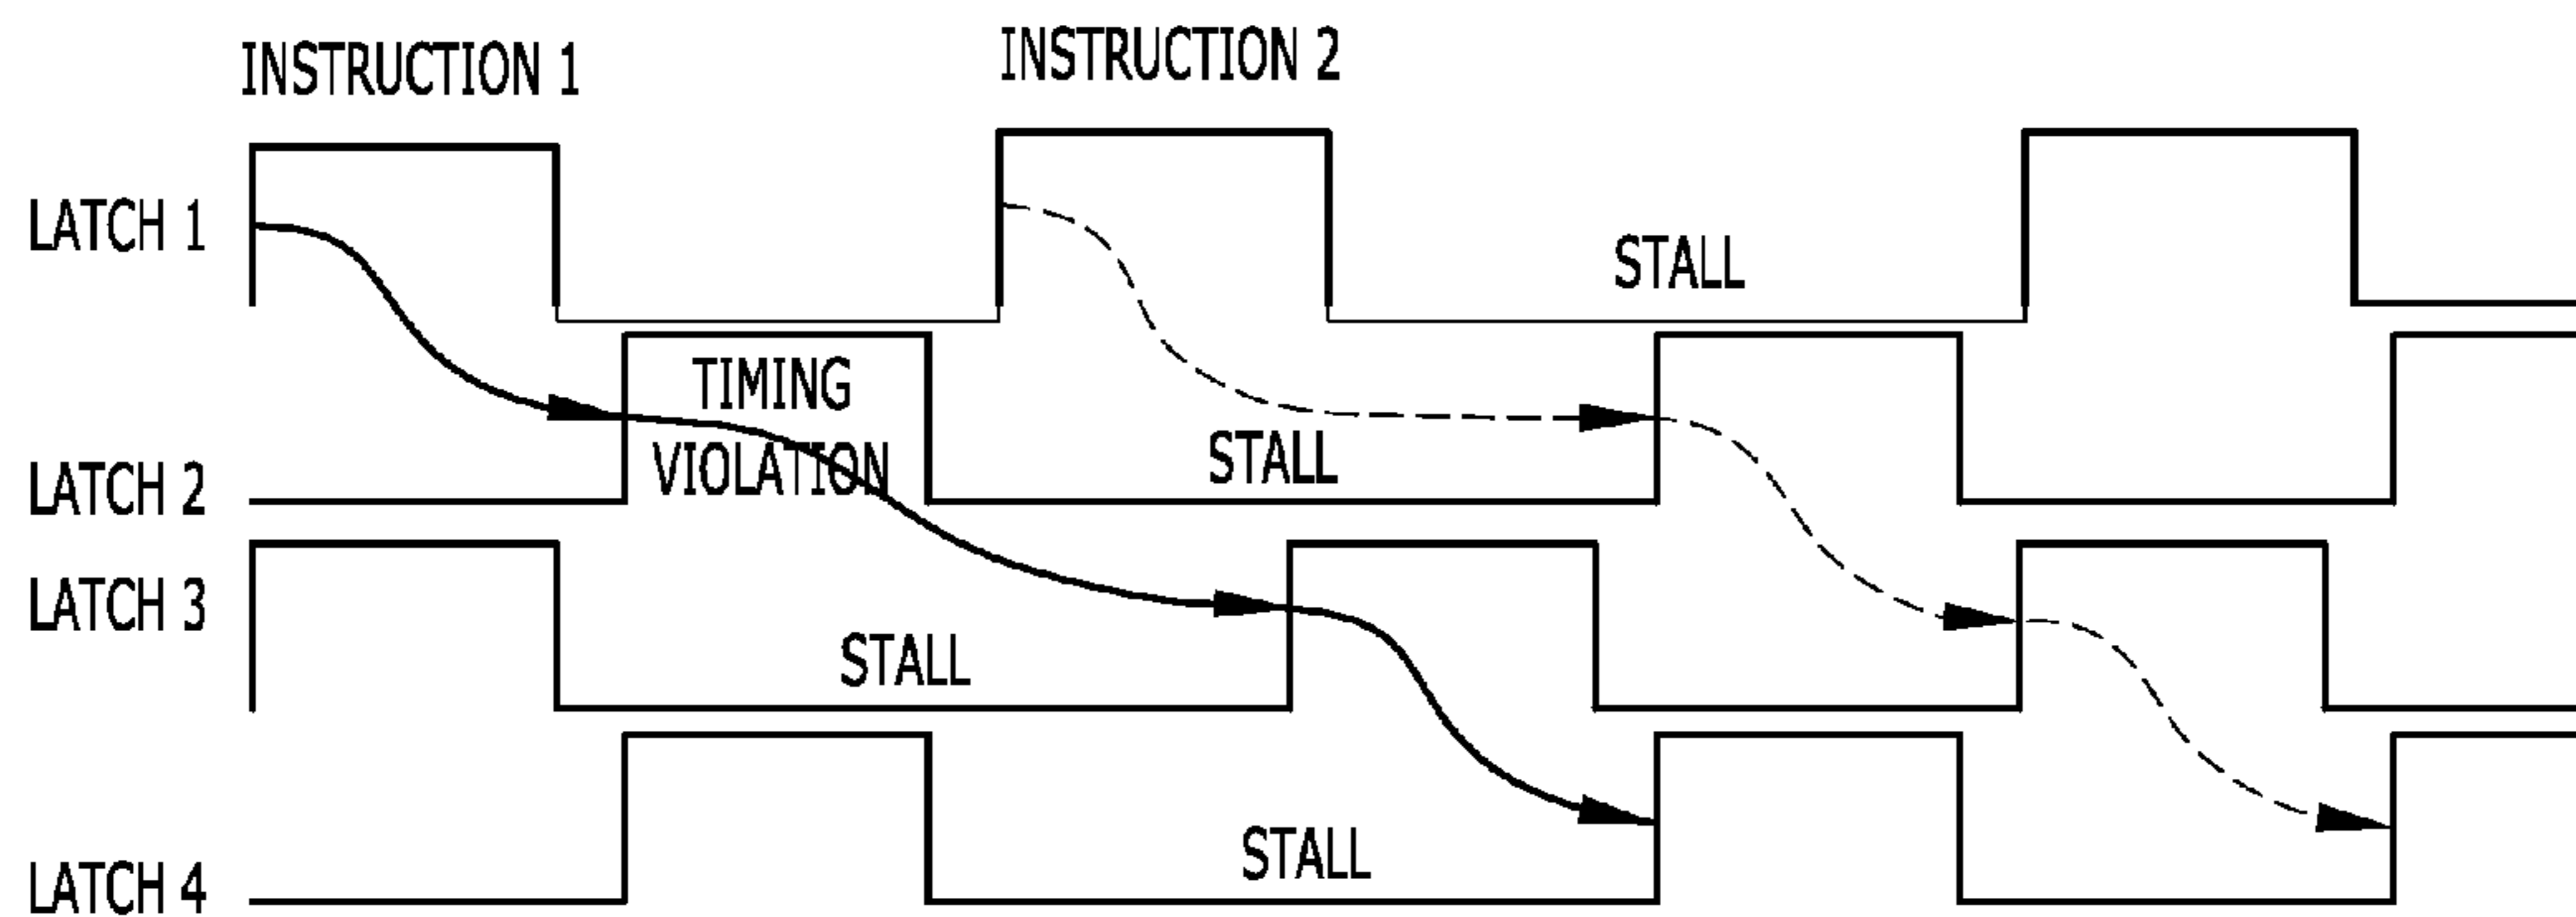 INSTRUCTION 1
INSTRUCTION 2
LATCH 1
STALL
TIMING
VIOLATION
LATCH 2
STALL
LATCH 3
STALL
LATCH 4
STALL